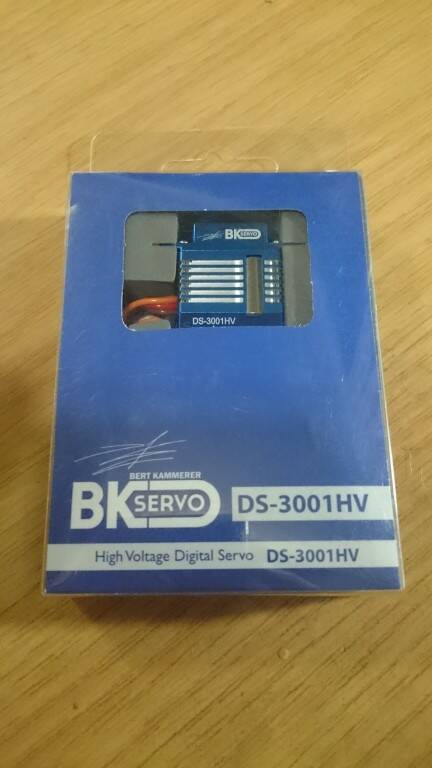 BK SERVO
DS-3001HV
BERT KAMMERER
BK SERVO DS-3001HV
High Voltage Digital Servo DS-3001HV